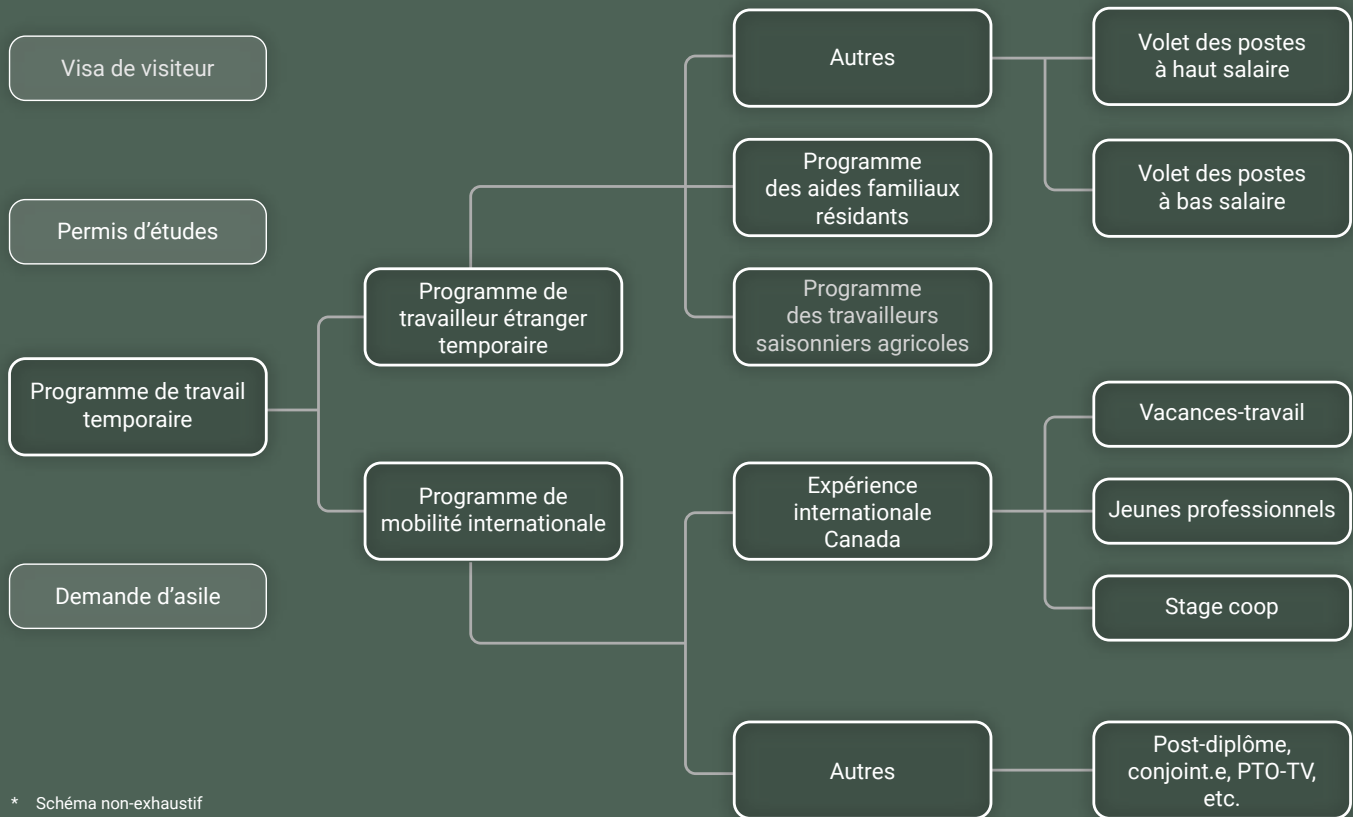 Visa de visiteur
Permis d'études
Programme de travail
temporaire
Demande d'asile
Programme de
travailleur étranger
temporaire
Programme de
mobilité internationale
Autres
Programme
des aides familiaux
résidants
Programme
des travailleurs
saisonniers agricoles
Expérience
internationale
Canada
Autres
Volet des postes
à haut salaire
Volet des postes
à bas salaire
Vacances-travail
Jeunes professionnels
Stage coop
Post-diplôme,
conjoint.e, PTO-TV,
etc.
* Schéma non-exhaustif